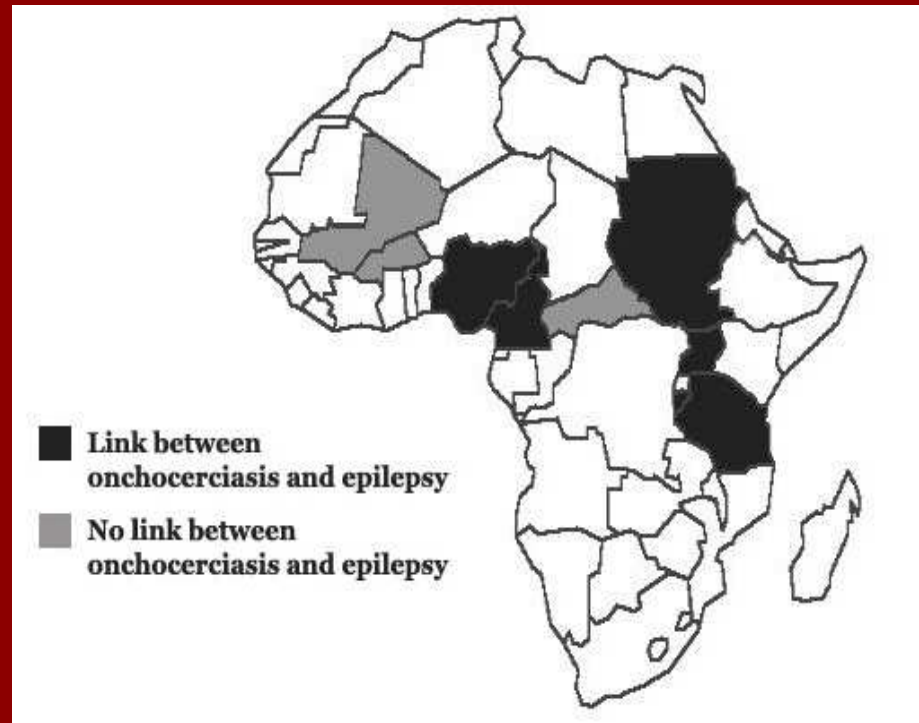 Link between
onchocerciasis and epilepsy
No link between
onchocerciasis and epilepsy